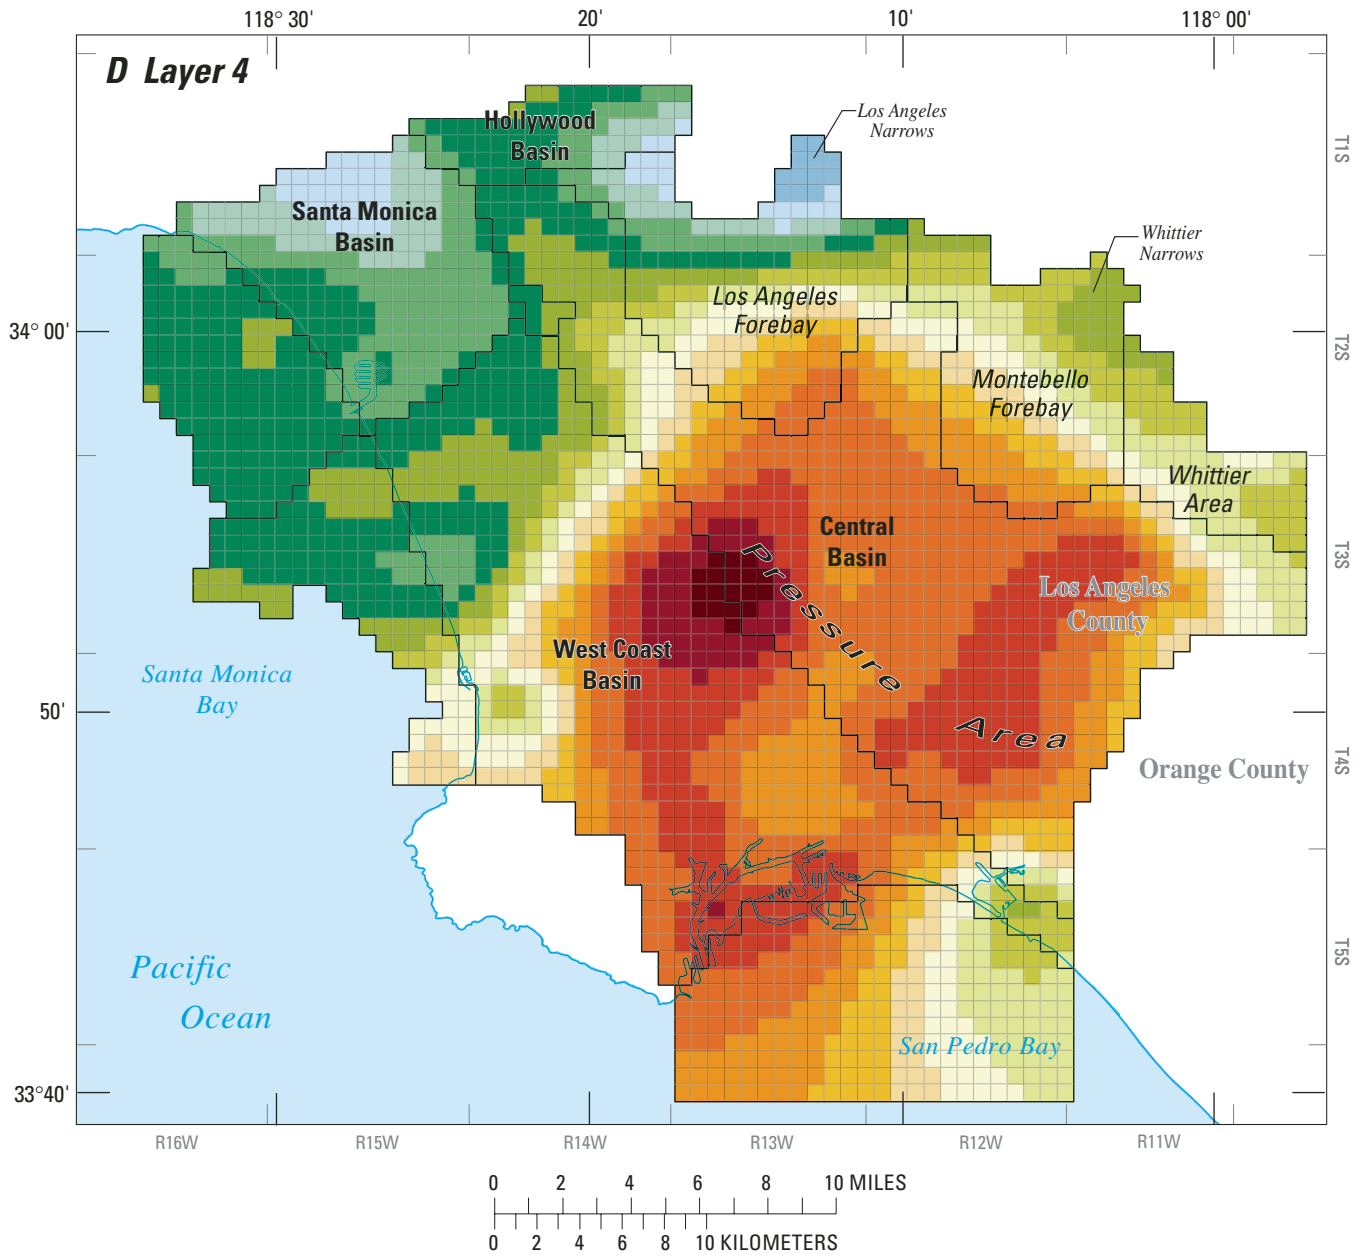 118° 30'
20'
10'
118° 00'
D Layer 4
Hollywood
Basin
Los Angeles
Narrows
T1S
Santa Monica
Basin
Whittier
Narrows
Los Angeles
Forebay
34° 00'
T2S
Montebello
Forebay
Whittier
Area
Central
Basin
Pressure
Area
T3S
Los Angeles
County
West Coast
Basin
Santa Monica
Bay
50'
Orange County
T4S
Pacific
Ocean
T5S
San Pedro Bay
33°40'
R16W
R15W
R14W
R13W
R12W
R11W
0 2 4 6 8 10 MILES
0 2 4 6 8 10 KILOMETERS